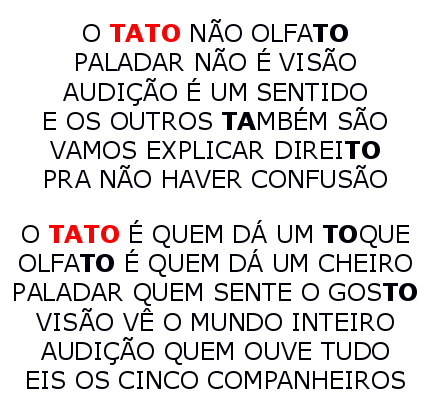 O TATO NÃO OLFATO
PALADAR NÃO É VISÃO
AUDIÇÃO É UM SENTIDO
E OS OUTROS TAMBÉM SÃO
VAMOS EXPLICAR DIREITO
PRA NÃO HAVER CONFUSÃO
O TATO É QUEM DÁ UM TOQUE
OLFATO É QUEM DÁ UM CHEIRO
PALADAR QUEM SENTE O GOSTO
VISÃO VÊ O MUNDO INTEIRO
AUDIÇÃO QUEM OUVE TUDO
EIS OS CINCO COMPANHEIROS